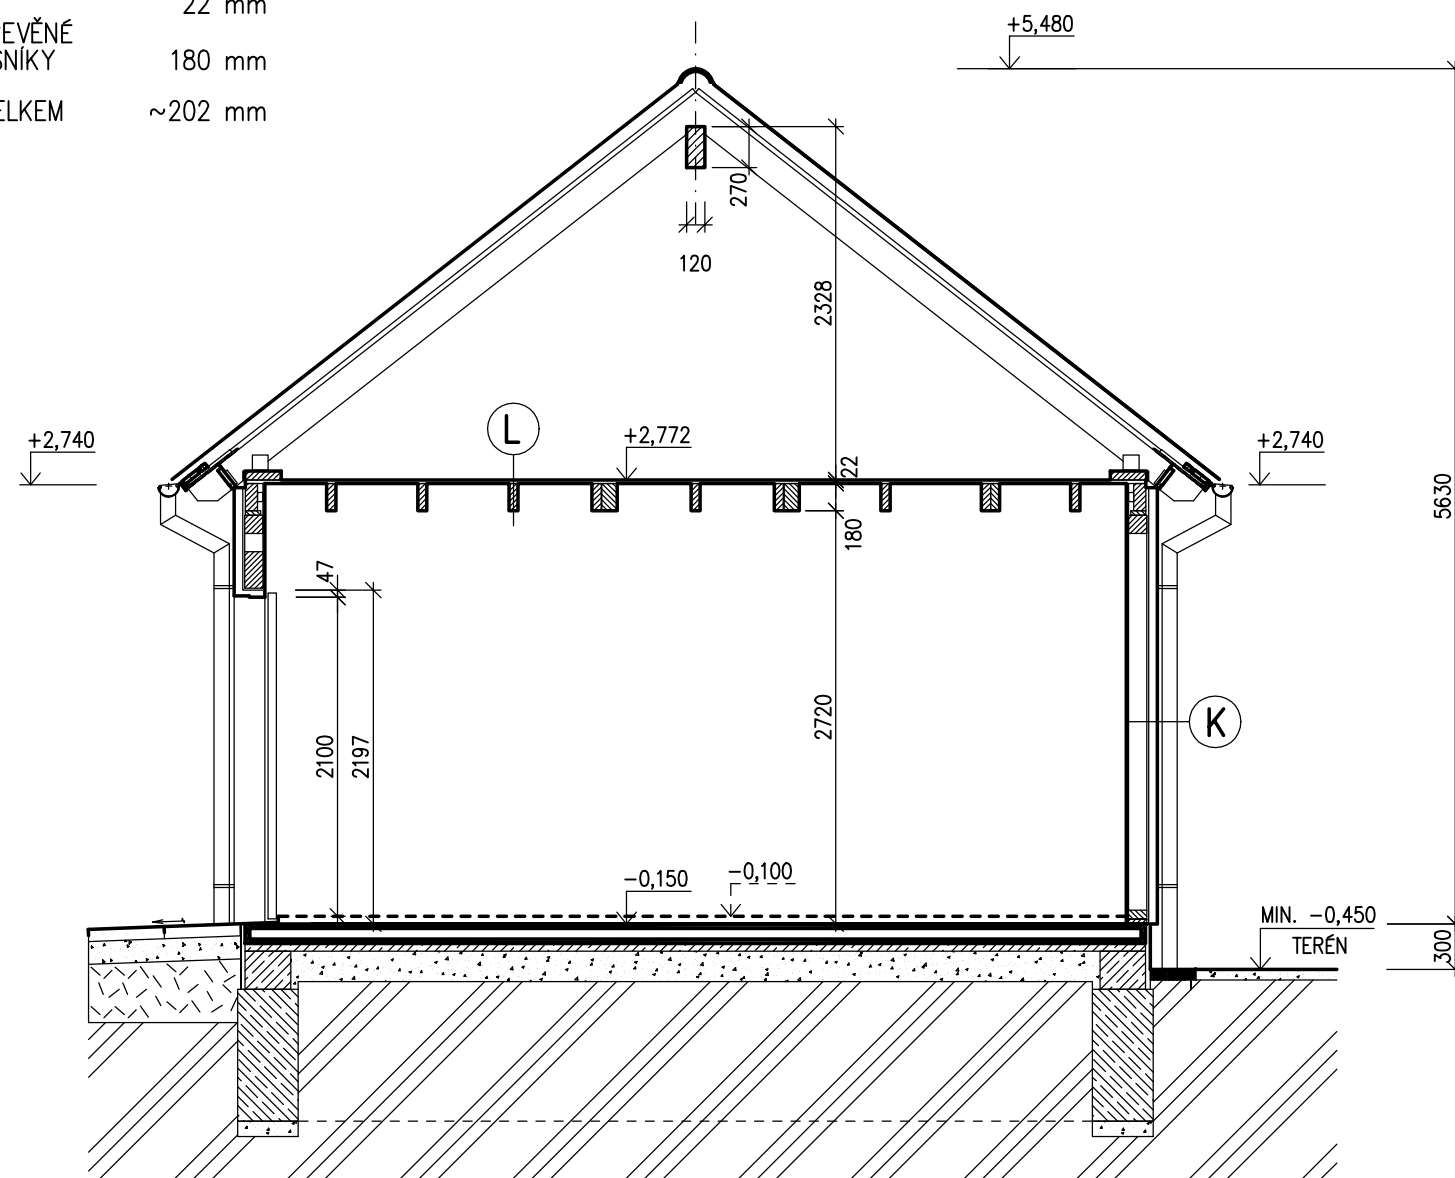 22 mm
EVĚNÉ
SNÍKY 180 mm
ELKEM ~202 mm
+5,480
270
120
2328
5630
+2,740
L
+2,772
+2,740
22
180
47
2100
2197
2720
K
-0,150
-0,100
MIN. -0,450
TERÉN
300